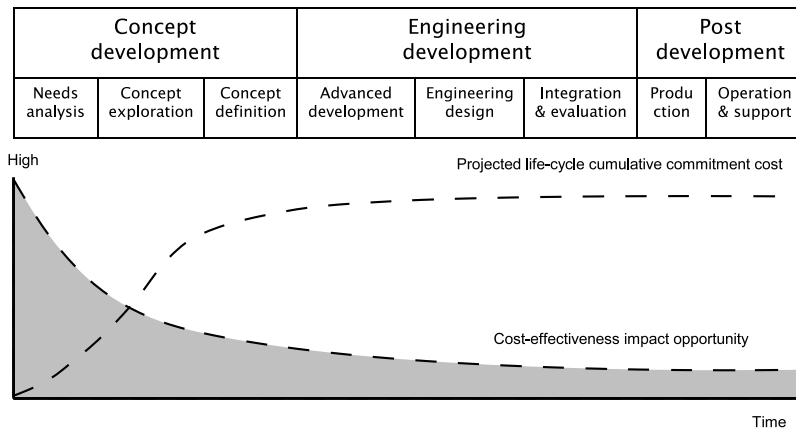 Concept
development
Engineering
development
Post
development
Needs
analysis
Concept
exploration
Concept
definition
Advanced
development
Engineering
design
Integration
& evaluation
Produ
ction
Operation
& support
High
Projected life-cycle cumulative commitment cost
Cost-effectiveness impact opportunity
Time